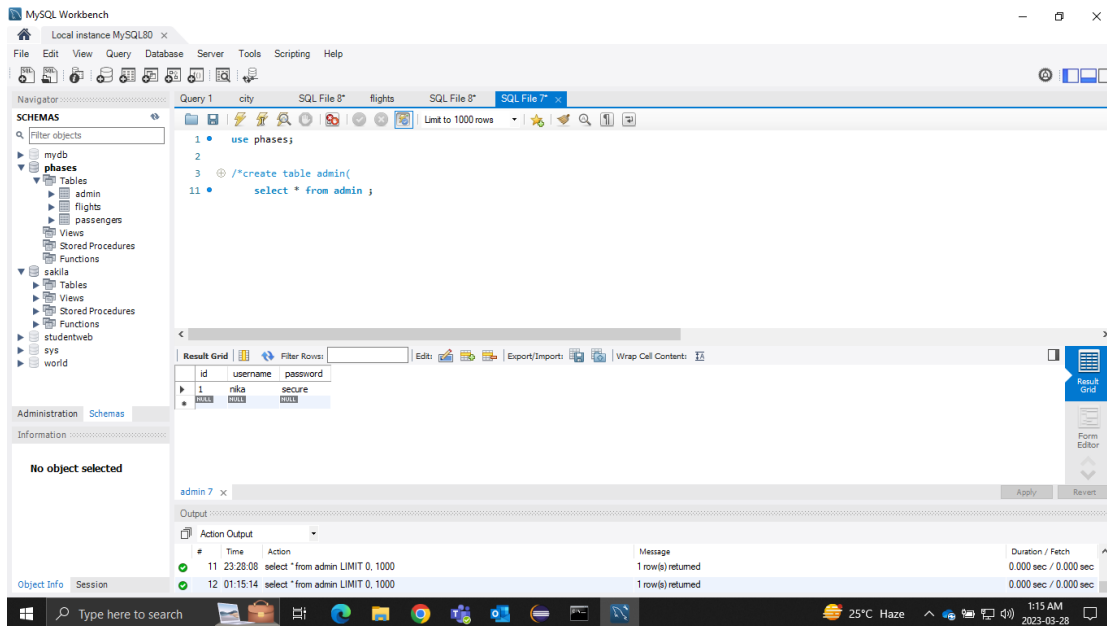 MySQL Workbench
Local instance MySQL80
File Edit View Query Database Server Tools Scripting Help
Navigator
SCHEMAS
Filter objects
mydb
phases
Tables
admin
flights
passengers
Views
Stored Procedures
Functions
sakila
Tables
Views
Stored Procedures
Functions
studentweb
sys
world
Administration Schemas
Information
No object selected
Object Info Session
Query 1 city SQL File 8* flights SQL File 8* SQL File 7*
Limit to 1000 rows
1 use phases;
2
3 /*create table admin(
11 select * from admin ;
Result Grid Filter Rows: Edit: Export/Import: Wrap Cell Content:
id username password
1 nika secure
NULL NULL NULL
Result Grid
Form Editor
admin 7 Apply Revert
Output
Action Output
# Time Action Message Duration / Fetch
11 23:28:08 select * from admin LIMIT 0, 1000 1 row(s) returned 0.000 sec / 0.000 sec
12 01:15:14 select * from admin LIMIT 0, 1000 1 row(s) returned 0.000 sec / 0.000 sec
Type here to search 25°C Haze 1:15 AM
2023-03-28